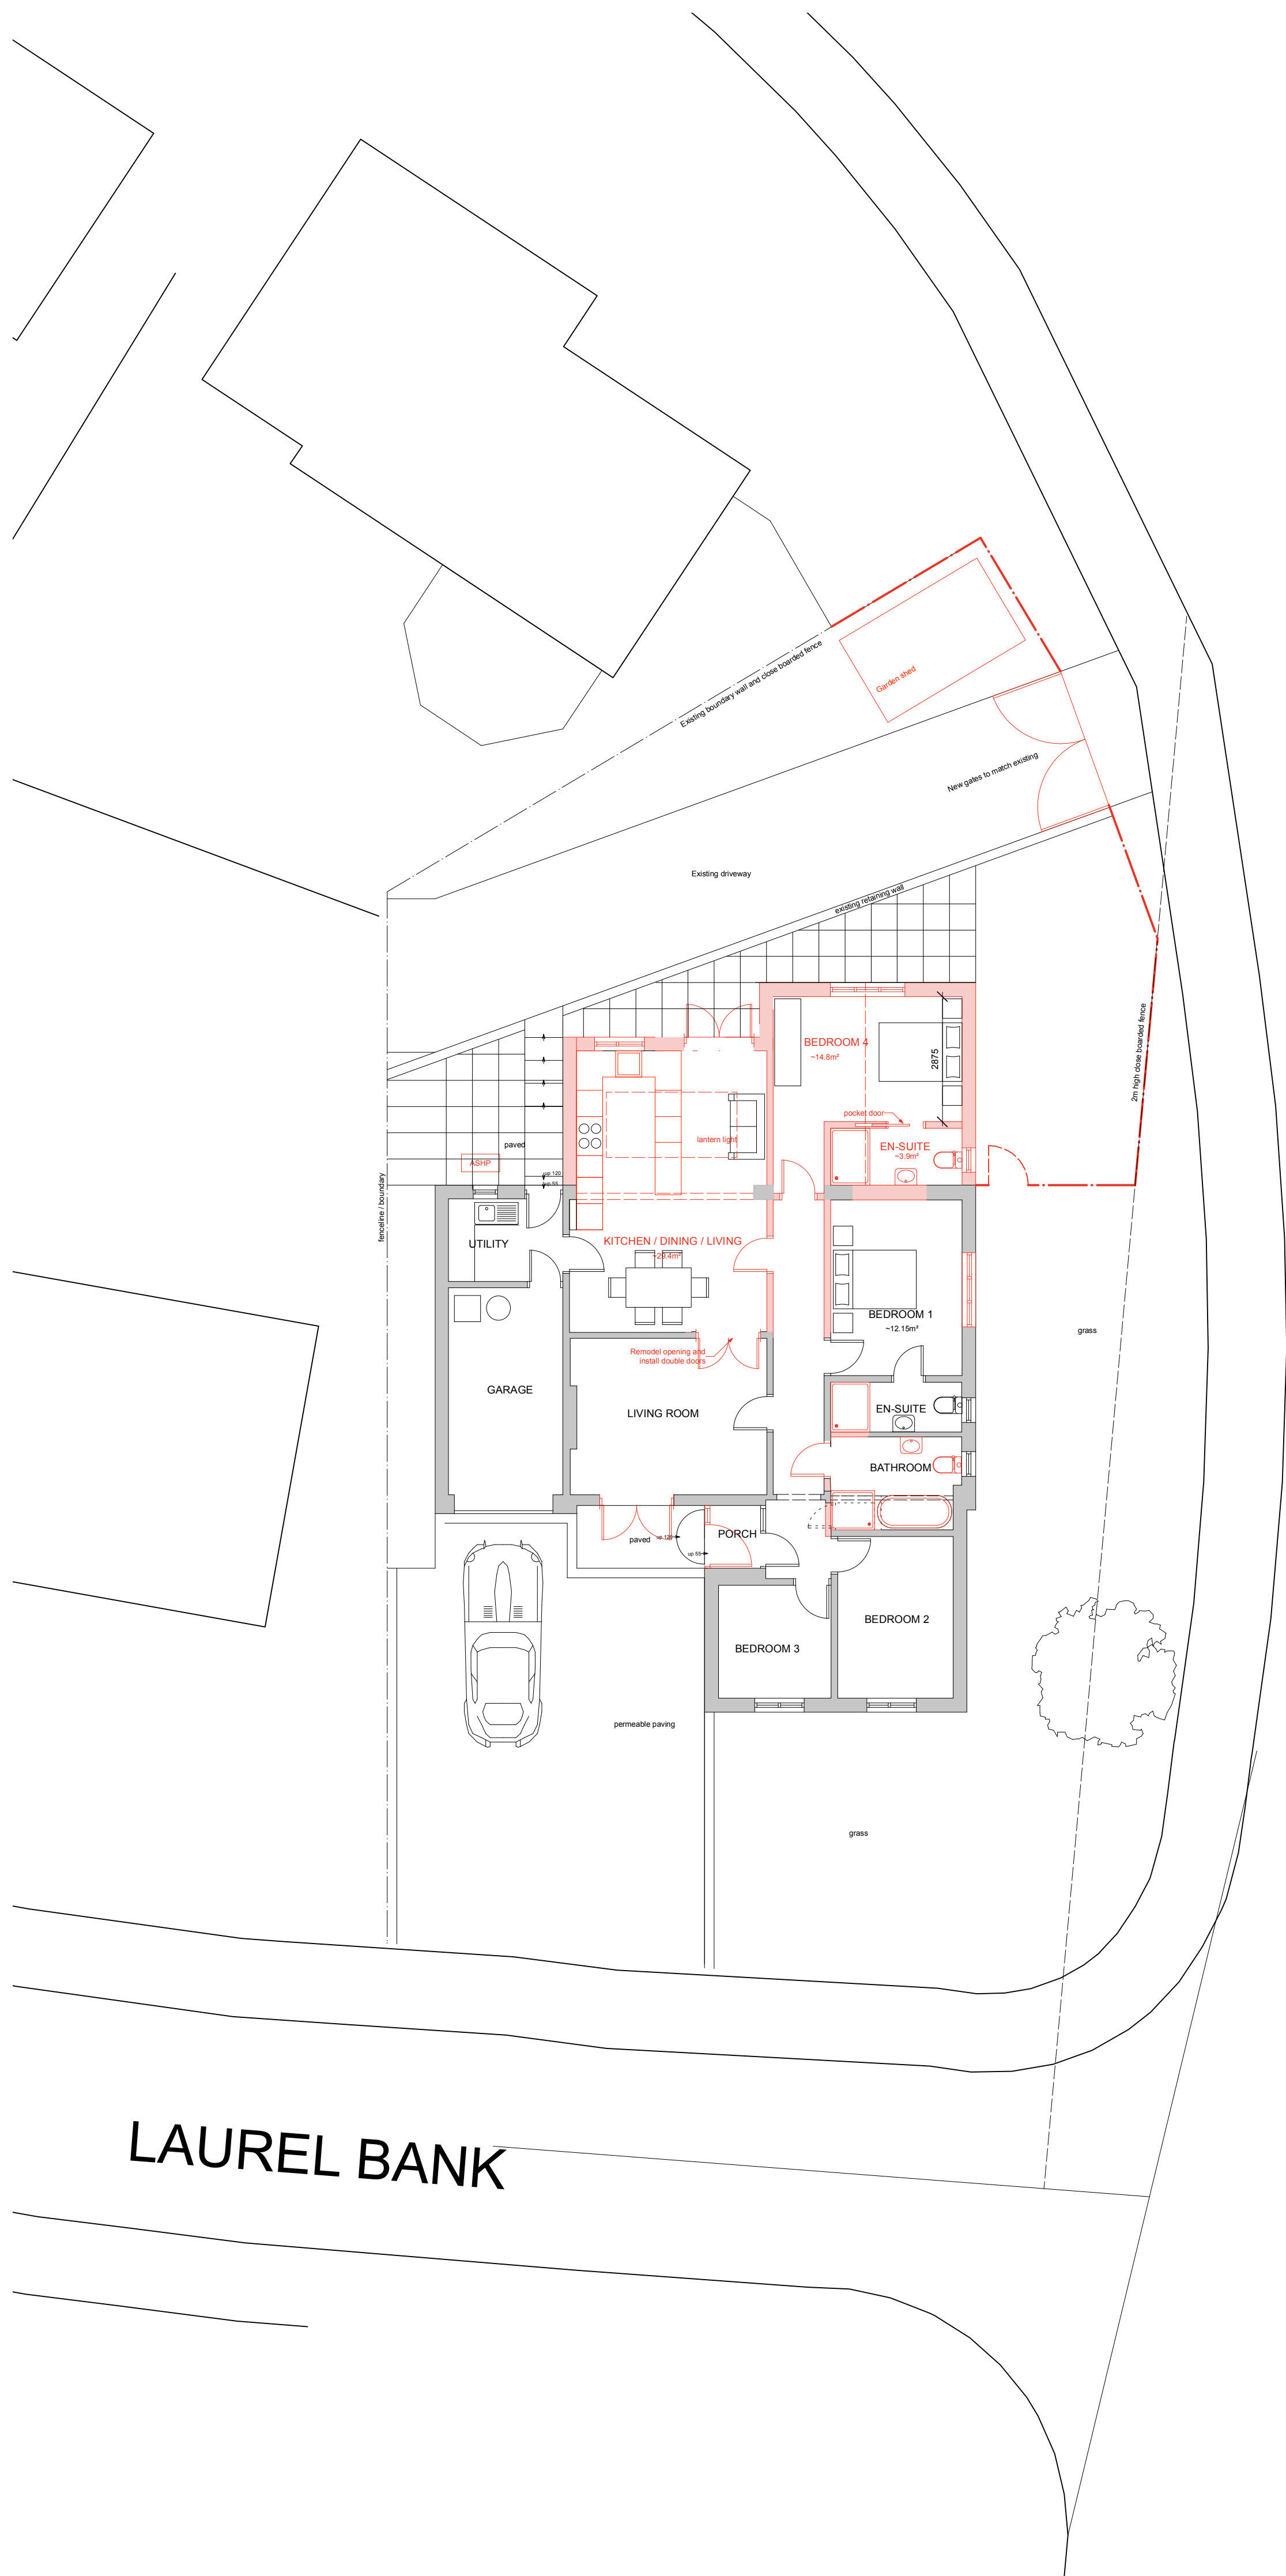 Existing boundary wall and close boarded fence
Garden shed
New gates to match existing
Existing driveway
existing retaining wall
2m high close boarded fence
BEDROOM 4
~14.8m²
2875
pocket door
EN-SUITE
~3.9m²
lantern light
paved
ASHP
up 120
up 55
fenceline / boundary
UTILITY
KITCHEN / DINING / LIVING
~29.4m²
BEDROOM 1
~12.15m²
grass
Remodel opening and
install double doors
GARAGE
LIVING ROOM
EN-SUITE
BATHROOM
PORCH
paved
up 120
up 55
BEDROOM 2
BEDROOM 3
permeable paving
grass
LAUREL BANK